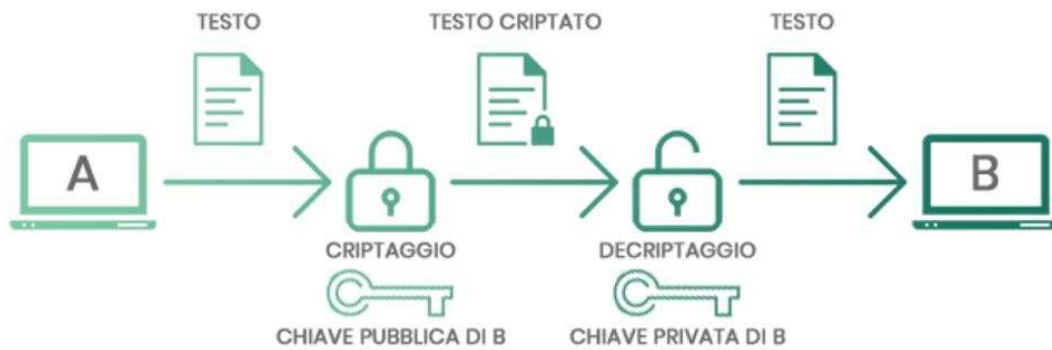 TESTO
TESTO CRIPTATO
TESTO
A
B
CRIPTAGGIO
DECRIPTAGGIO
CHIAVE PUBBLICA DI B
CHIAVE PRIVATA DI B